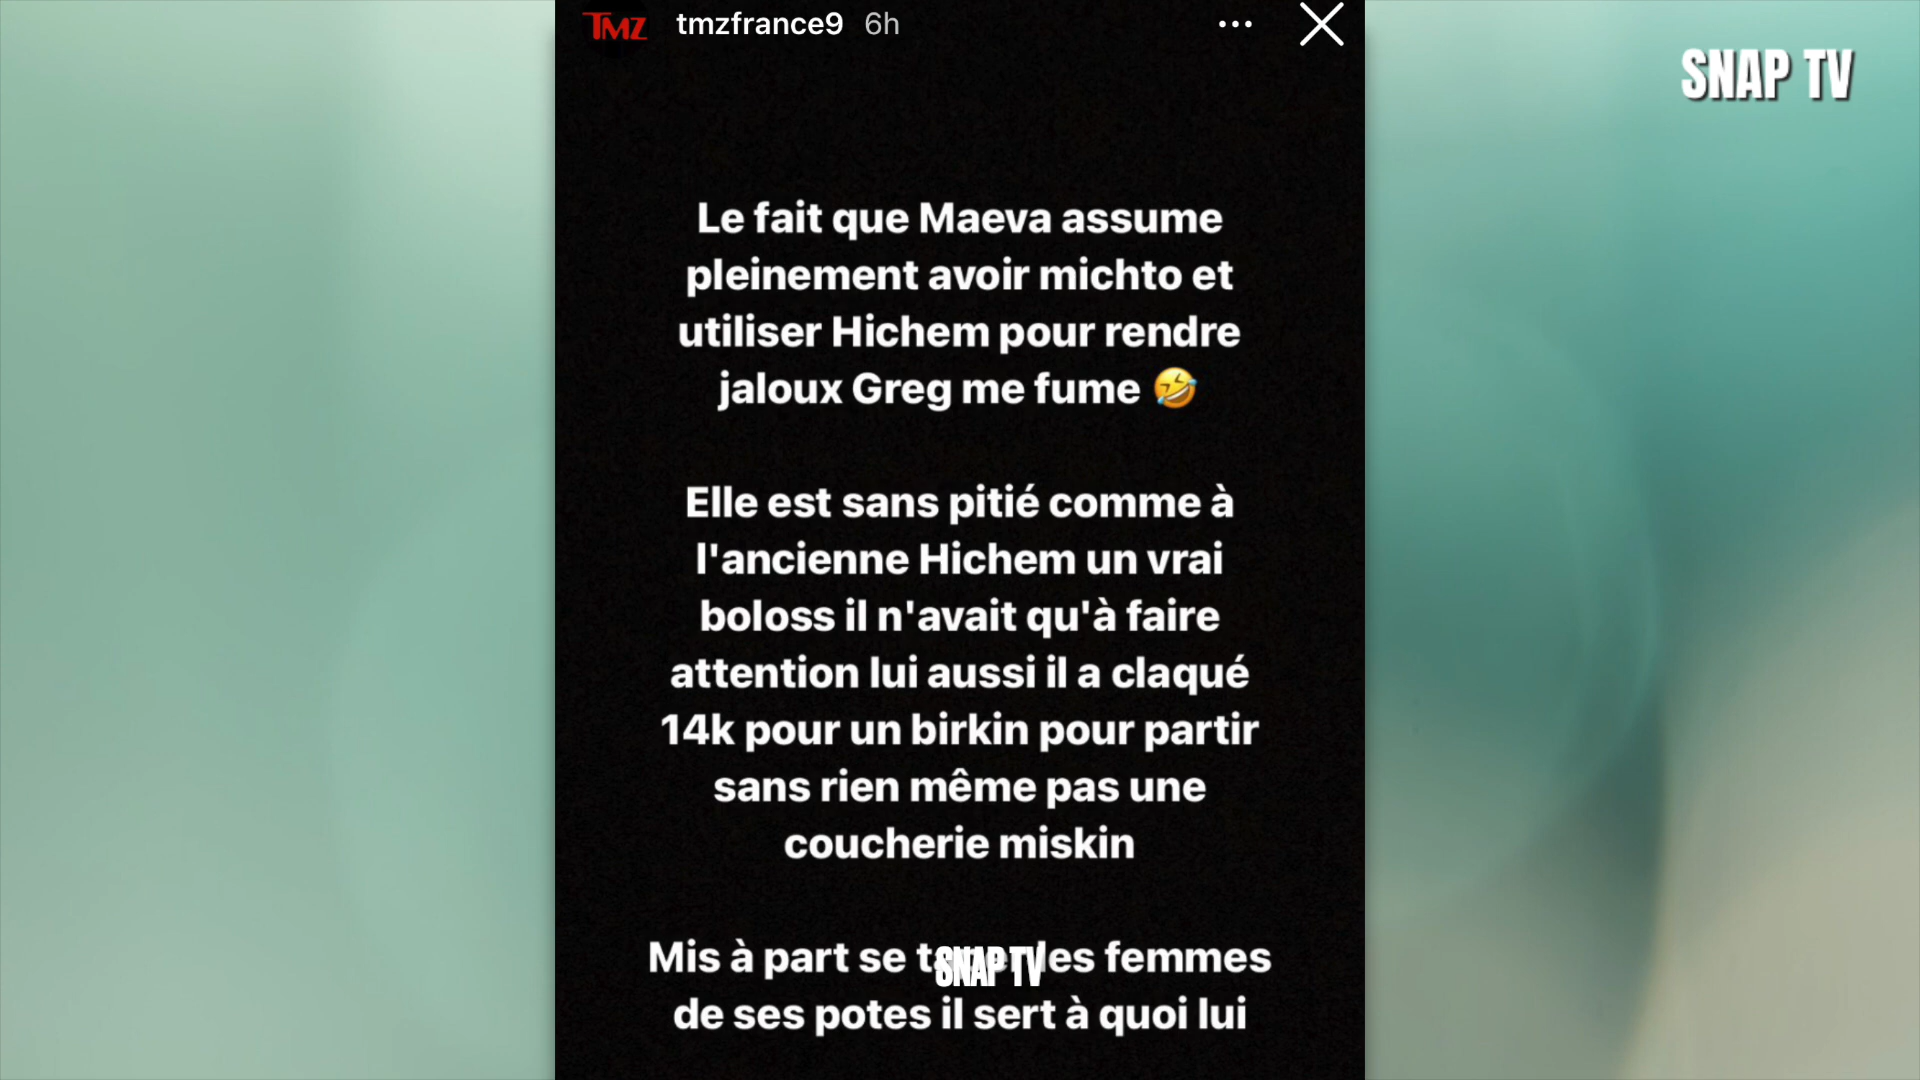 TMZ tmzfrance9 6h
SNAP TV
Le fait que Maeva assume
pleinement avoir michto et
utiliser Hichem pour rendre
jaloux Greg me fume 🤣
Elle est sans pitié comme à
l'ancienne Hichem un vrai
boloss il n'avait qu'à faire
attention lui aussi il a claqué
14k pour un birkin pour partir
sans rien même pas une
coucherie miskin
Mis à part se taper les femmes
SNAP TV
de ses potes il sert à quoi lui